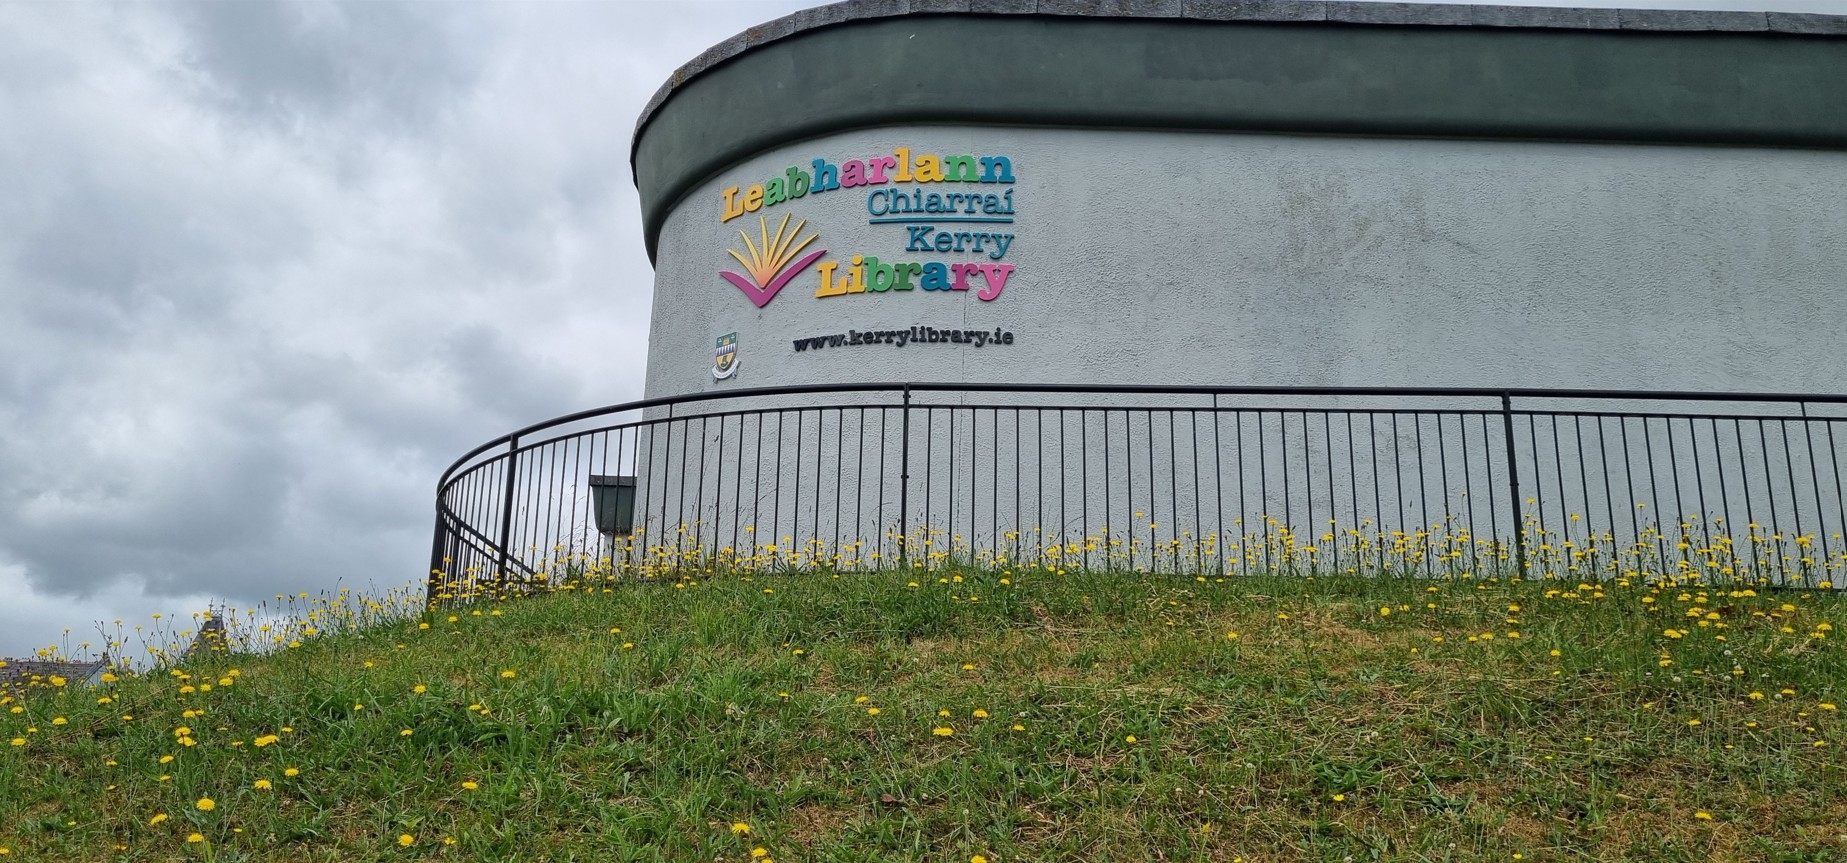 Leabharlann
Chiarraí
Kerry
Library
www.kerrylibrary.ie